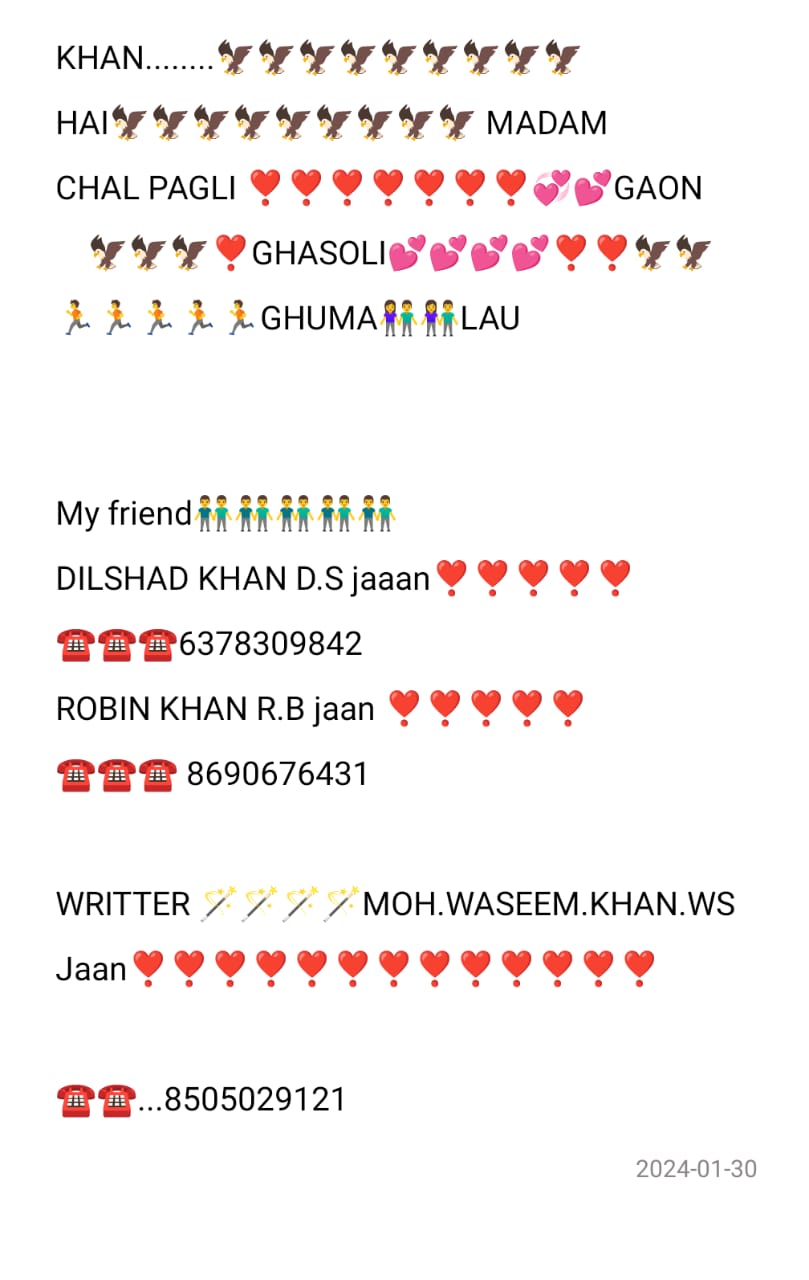 KHAN........🦅🦅🦅🦅🦅🦅🦅🦅🦅
HAI🦅🦅🦅🦅🦅🦅🦅🦅🦅 MADAM
CHAL PAGLI ❣️❣️❣️❣️❣️❣️❣️💞💕GAON
🦅🦅🦅❣️GHASOLI💕💕💕💕❣️❣️🦅🦅
🏃🏃🏃🏃🏃GHUMA👫👫LAU
My friend👬👬👬👬👬
DILSHAD KHAN D.S jaaan❣️❣️❣️❣️❣️
☎️☎️☎️6378309842
ROBIN KHAN R.B jaan ❣️❣️❣️❣️❣️
☎️☎️☎️ 8690676431
WRITTER 🪄🪄🪄🪄MOH.WASEEM.KHAN.WS
Jaan❣️❣️❣️❣️❣️❣️❣️❣️❣️❣️❣️❣️❣️
☎️☎️...8505029121
2024-01-30